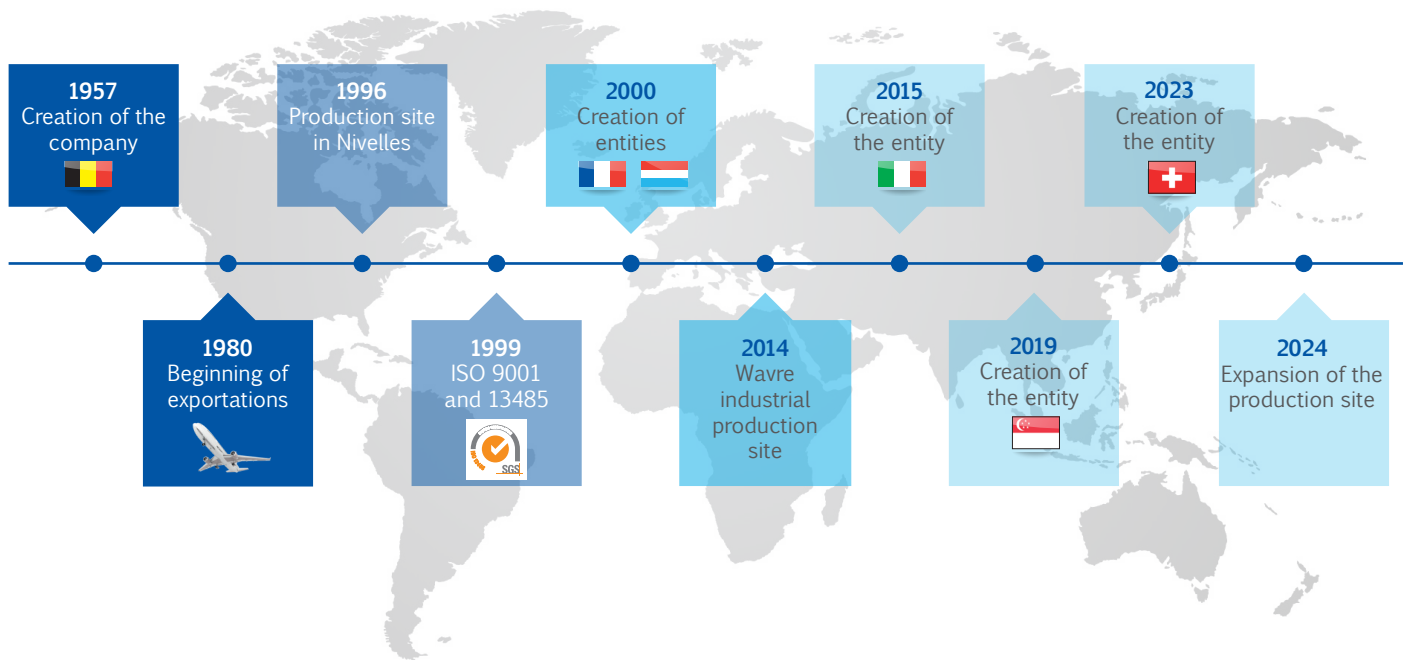 1957
Creation of the
company
1980
Beginning of
exportations
1996
Production site
in Nivelles
1999
ISO 9001
and 13485
SGS
2000
Creation of
entities
2014
Wavre
industrial
production
site
2015
Creation of
the entity
2019
Creation of
the entity
2023
Creation of
the entity
2024
Expansion of the
production site